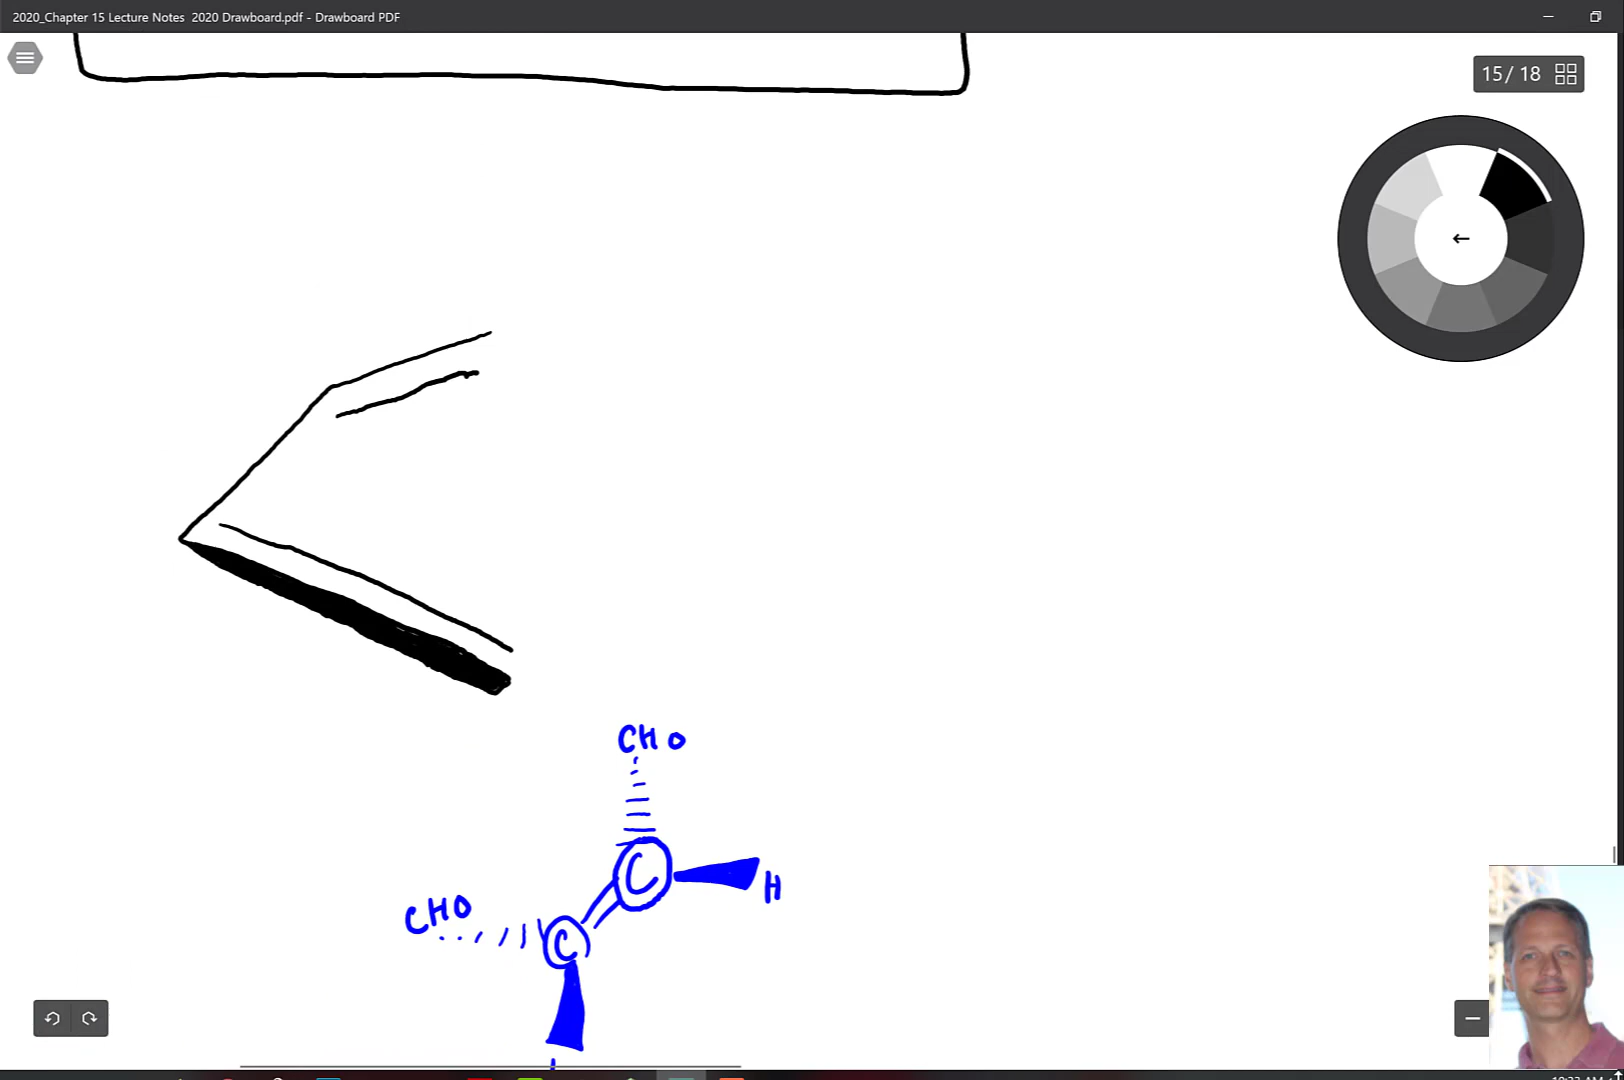 2020_Chapter 15 Lecture Notes  2020 Drawboard.pdf - Drawboard PDF
15 / 18
CHO
C
H
CHO
C